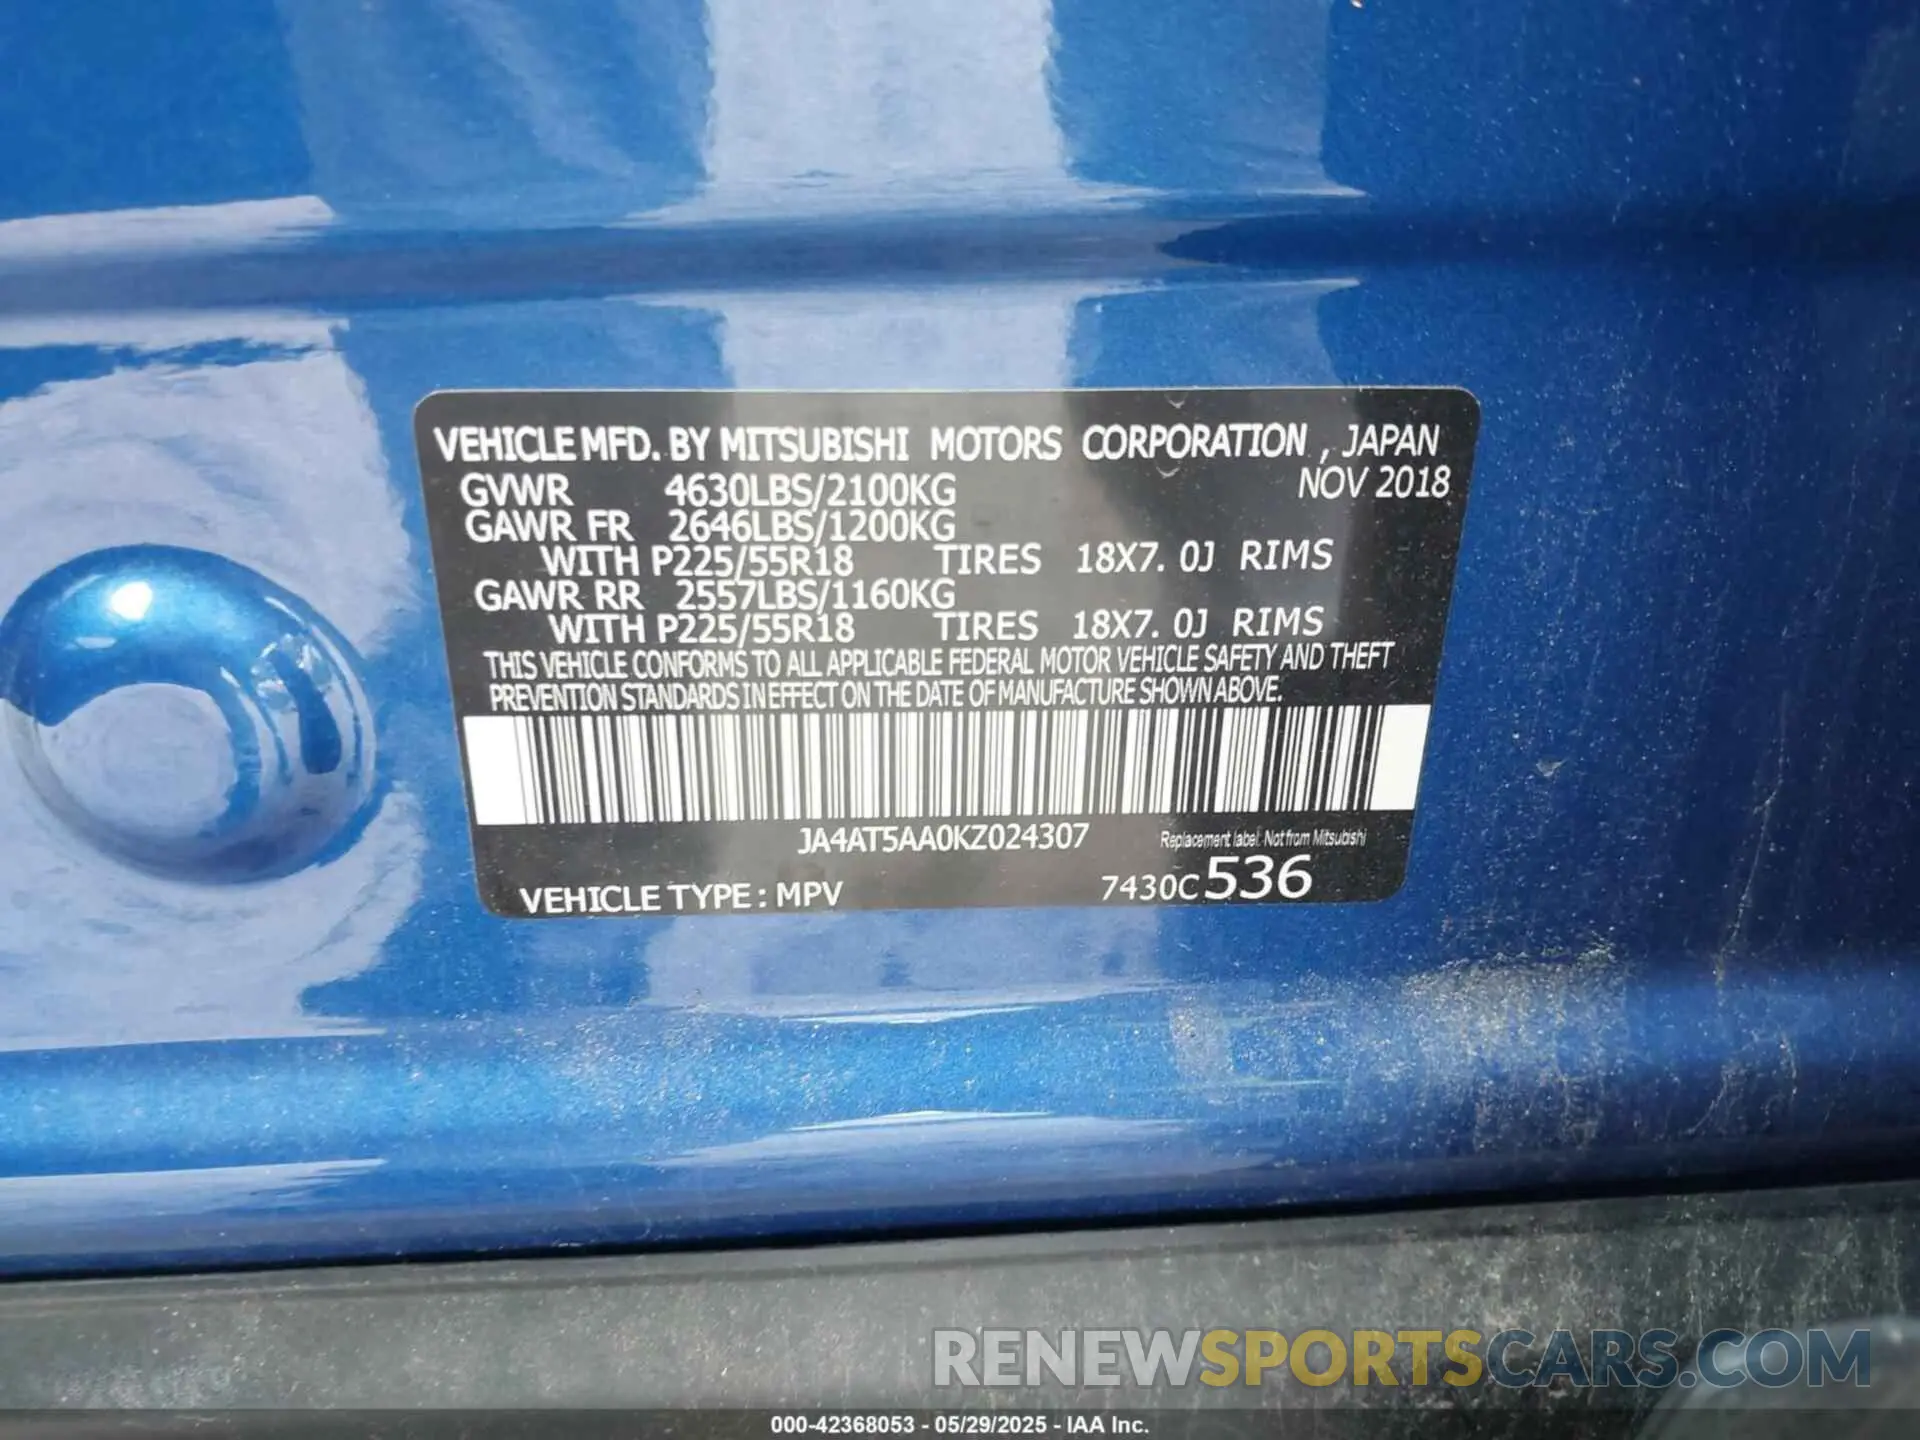 VEHICLE MFD. BY MITSUBISHI MOTORS CORPORATION , JAPAN
NOV 2018
GVWR 4630LBS/2100KG
GAWR FR 2646LBS/1200KG
WITH P225/55R18 TIRES 18X7. 0J RIMS
GAWR RR 2557LBS/1160KG
WITH P225/55R18 TIRES 18X7. 0J RIMS
THIS VEHICLE CONFORMS TO ALL APPLICABLE FEDERAL MOTOR VEHICLE SAFETY AND THEFT
PREVENTION STANDARDS IN EFFECT ON THE DATE OF MANUFACTURE SHOWN ABOVE.
JA4AT5AA0KZ024307
Replacement label: Not from Mitsubishi
VEHICLE TYPE : MPV 7430C 536
RENEWSPORTSCARS.COM
000-42368053 - 05/29/2025 - IAA Inc.